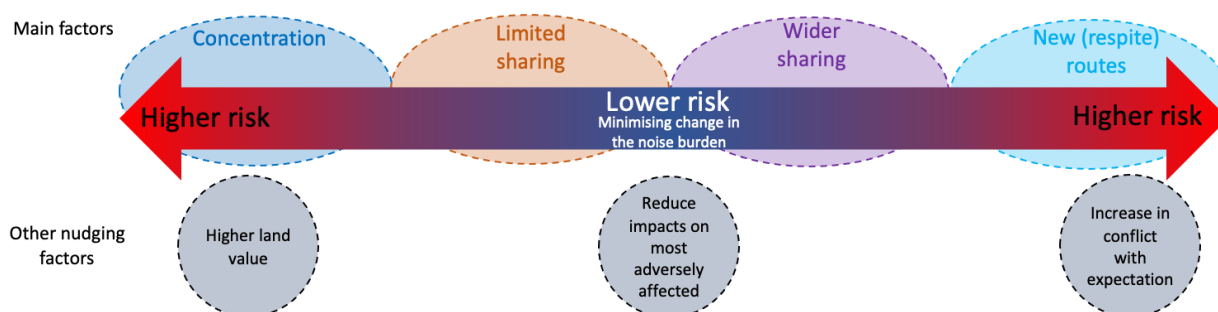 Main factors
Concentration
Limited
sharing
Wider
sharing
New (respite)
routes
Higher risk
Lower risk
Minimising change in
the noise burden
Higher risk
Other nudging
factors
Higher land
value
Reduce
impacts on
most
adversely
affected
Increase in
conflict
with
expectation